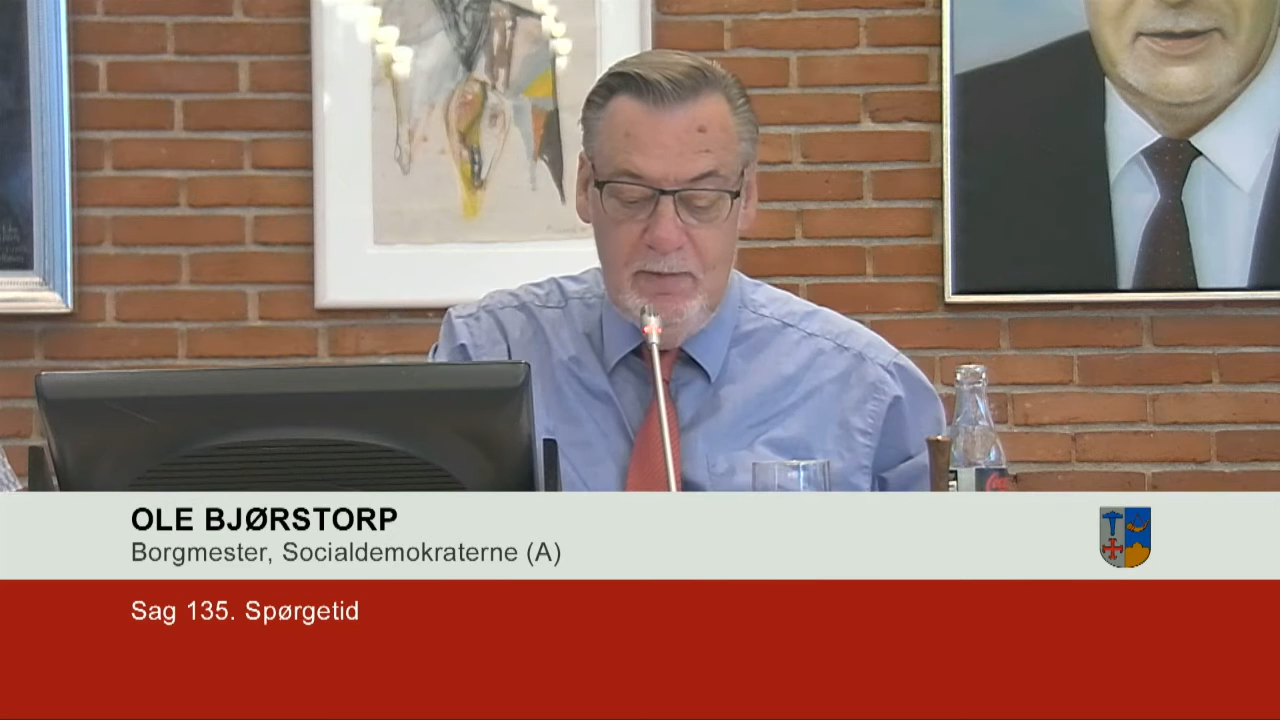 OLE BJØRSTORP
Borgmester, Socialdemokraterne (A)
Sag 135. Spørgetid